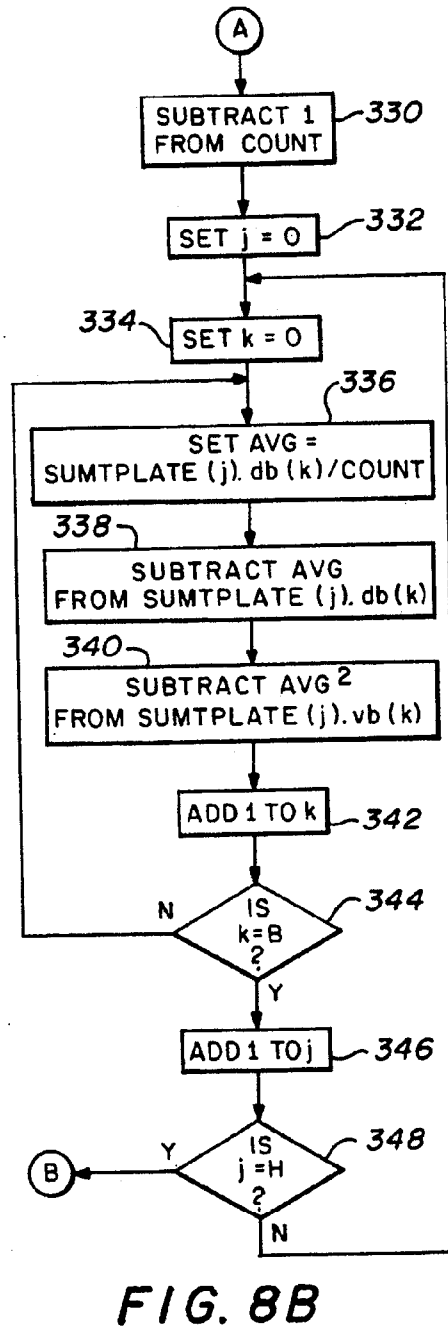 A
SUBTRACT 1
FROM COUNT
330
SET j = 0
332
334
SET k = 0
336
SET AVG =
SUMTPLATE (j). db(k)/COUNT
338
SUBTRACT AVG
FROM SUMTPLATE (j).db(k)
340
SUBTRACT AVG²
FROM SUMTPLATE (j).vb(k)
ADD 1 TO k
342
IS
k=B
?
344
N
Y
ADD 1 TO j
346
IS
j=H
?
348
Y
B
N
FIG. 8B